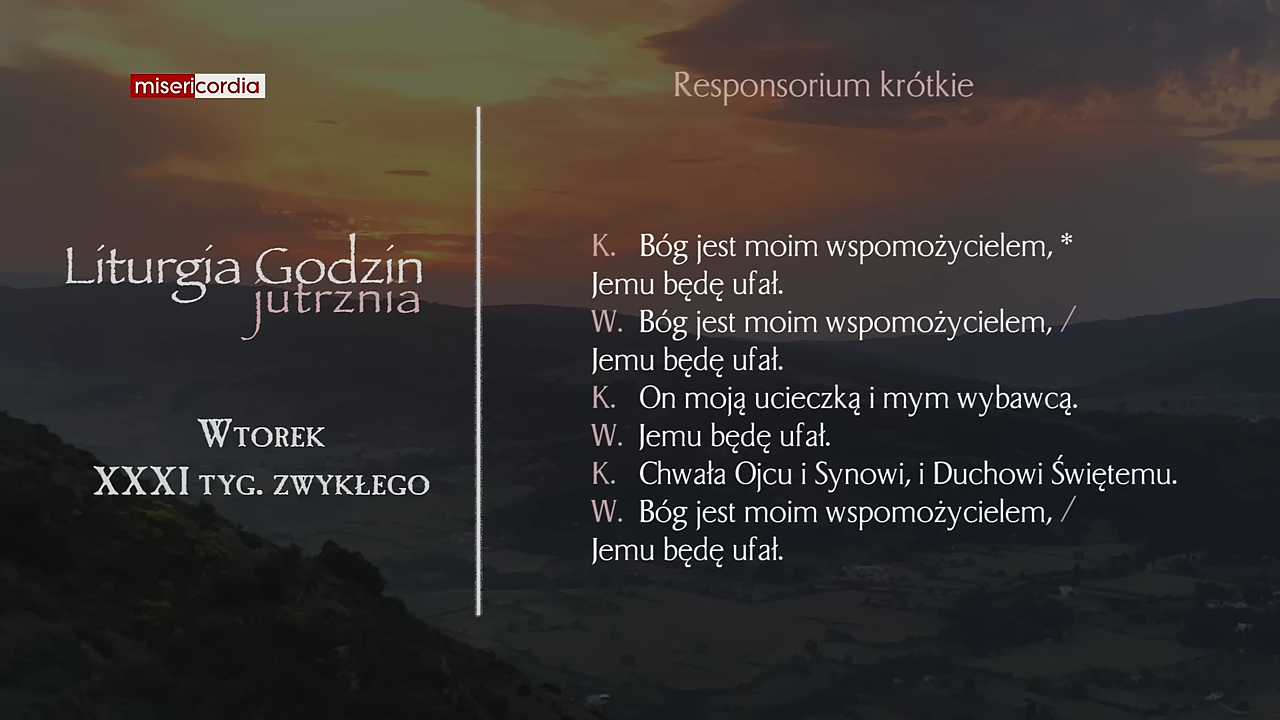 misericordia
Liturgia Godzin
jutrznia
Wtorek
XXXI tyg. zwykłego
Responsorium krótkie
K. Bóg jest moim wspomożycielem, *
Jemu będę ufał.
W. Bóg jest moim wspomożycielem, /
Jemu będę ufał.
K. On moją ucieczką i mym wybawcą.
W. Jemu będę ufał.
K. Chwała Ojcu i Synowi, i Duchowi Świętemu.
W. Bóg jest moim wspomożycielem, /
Jemu będę ufał.